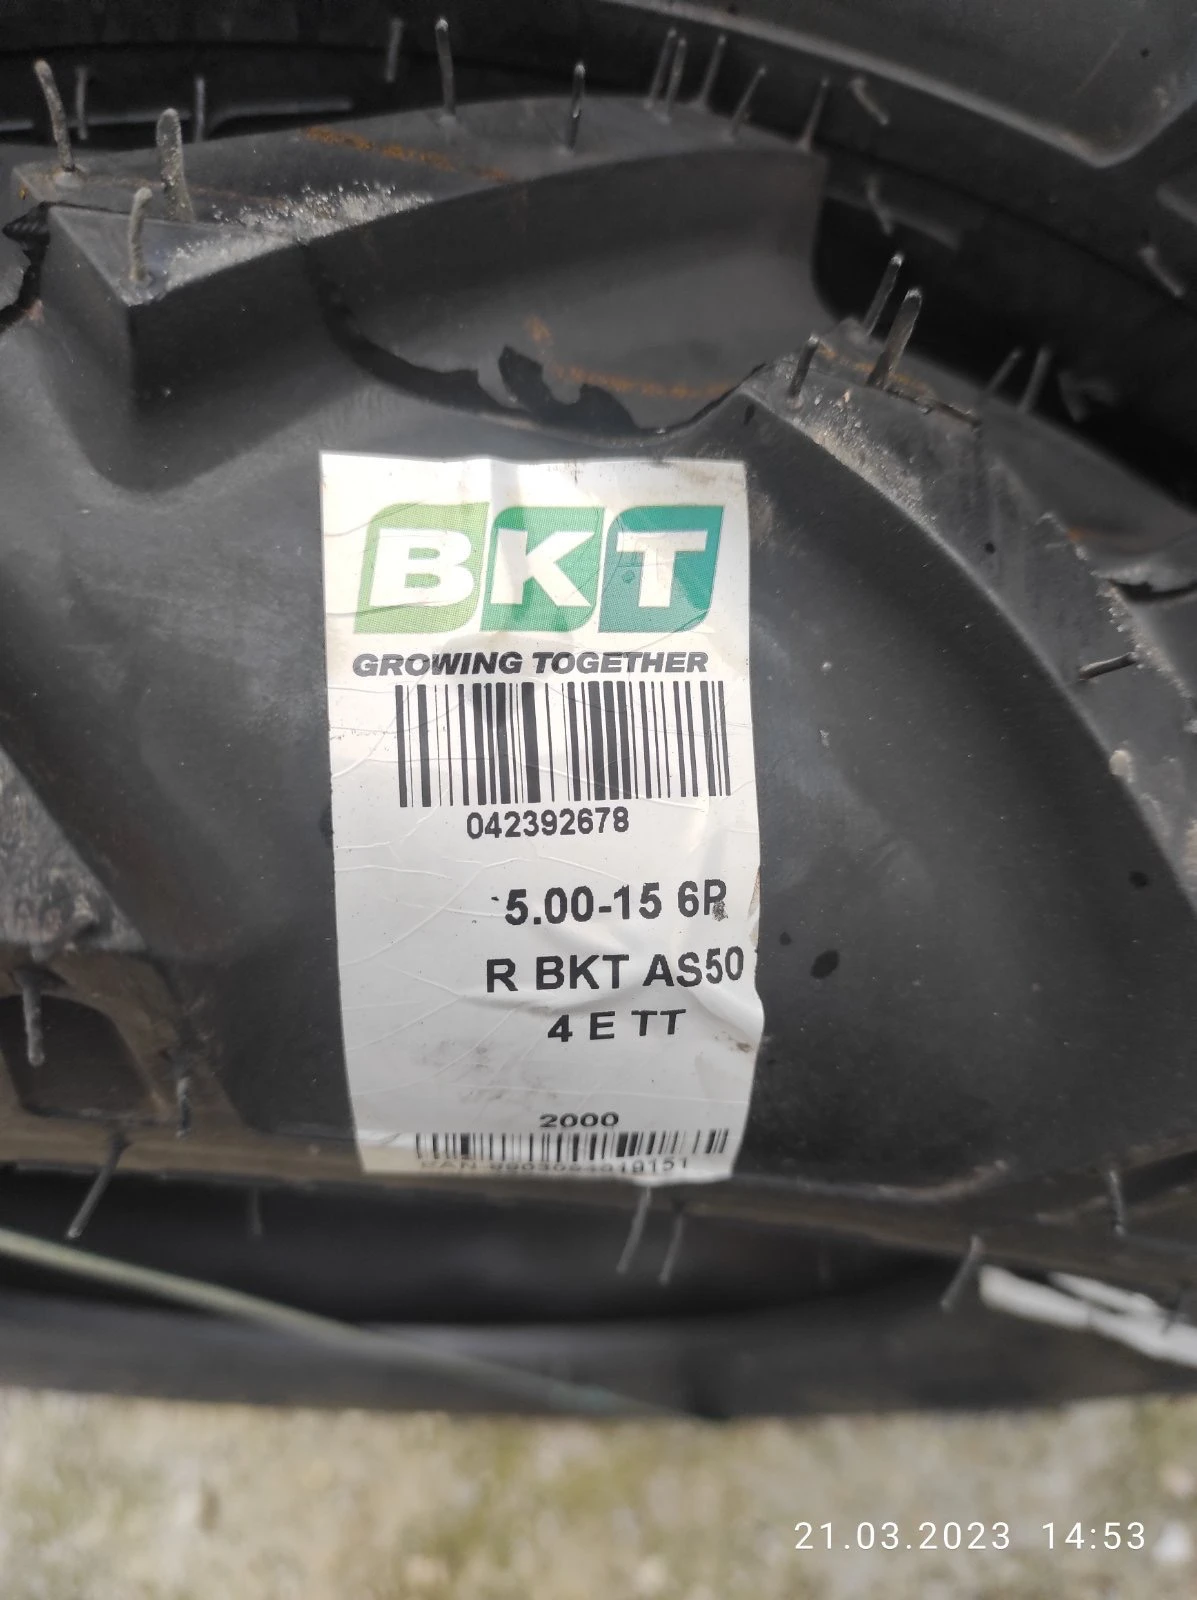 BKT
GROWING TOGETHER
042392678
5.00-15 6P
R BKT AS50
4 E TT
2000
21.03.2023 14:53